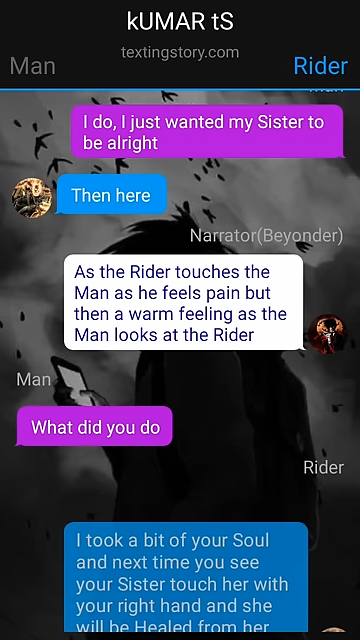 kUMAR tS
textingstory.com
Man
Rider
Man
I do, I just wanted my Sister to
be alright
Then here
Narrator(Beyonder)
As the Rider touches the
Man as he feels pain but
then a warm feeling as the
Man looks at the Rider
Man
What did you do
Rider
I took a bit of your Soul
and next time you see
your Sister touch her with
your right hand and she
will be Healed from her